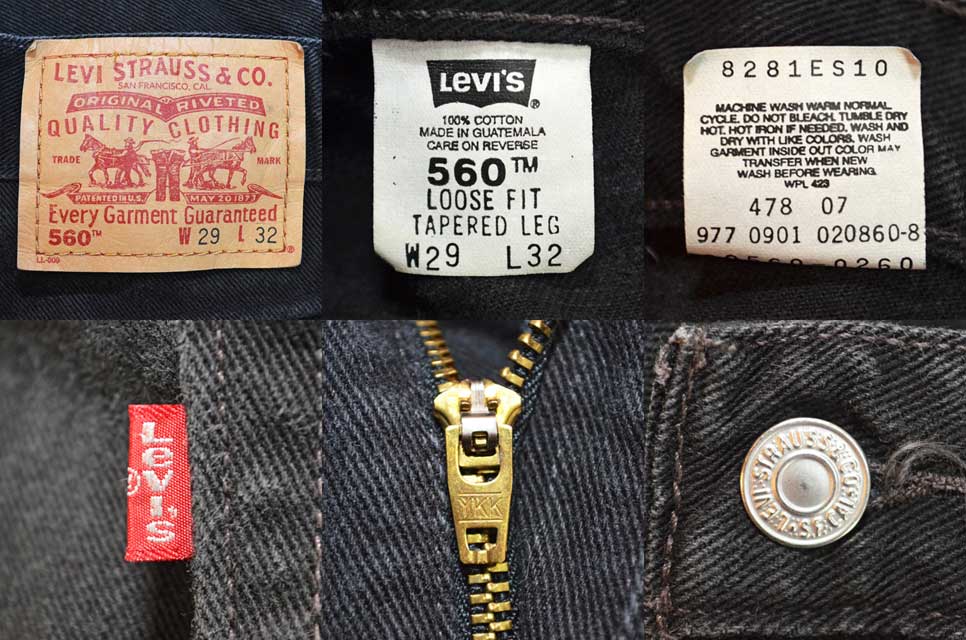 LEVI STRAUSS & CO.
SAN FRANCISCO, CAL.
ORIGINAL RIVETED
QUALITY CLOTHING
TRADE MARK
PATENTED IN U.S. MAY 20 1873
Every Garment Guaranteed
560™ W 29 L 32
®
LEVI'S®
100% COTTON
MADE IN GUATEMALA
CARE ON REVERSE
560™
LOOSE FIT
TAPERED LEG
W29 L32
8281ES10
MACHINE WASH WARM NORMAL
CYCLE. DO NOT BLEACH. TUMBLE DRY
HOT. HOT IRON IF NEEDED. WASH AND
DRY WITH LIKE COLORS. WASH
GARMENT INSIDE OUT COLOR MAY
TRANSFER WHEN NEW
WASH BEFORE WEARING.
WPL 423
478 07
977 0901 020860-8
LeVI'S
®
YKK
LEVI STRAUSS & CO. S.F. CAL